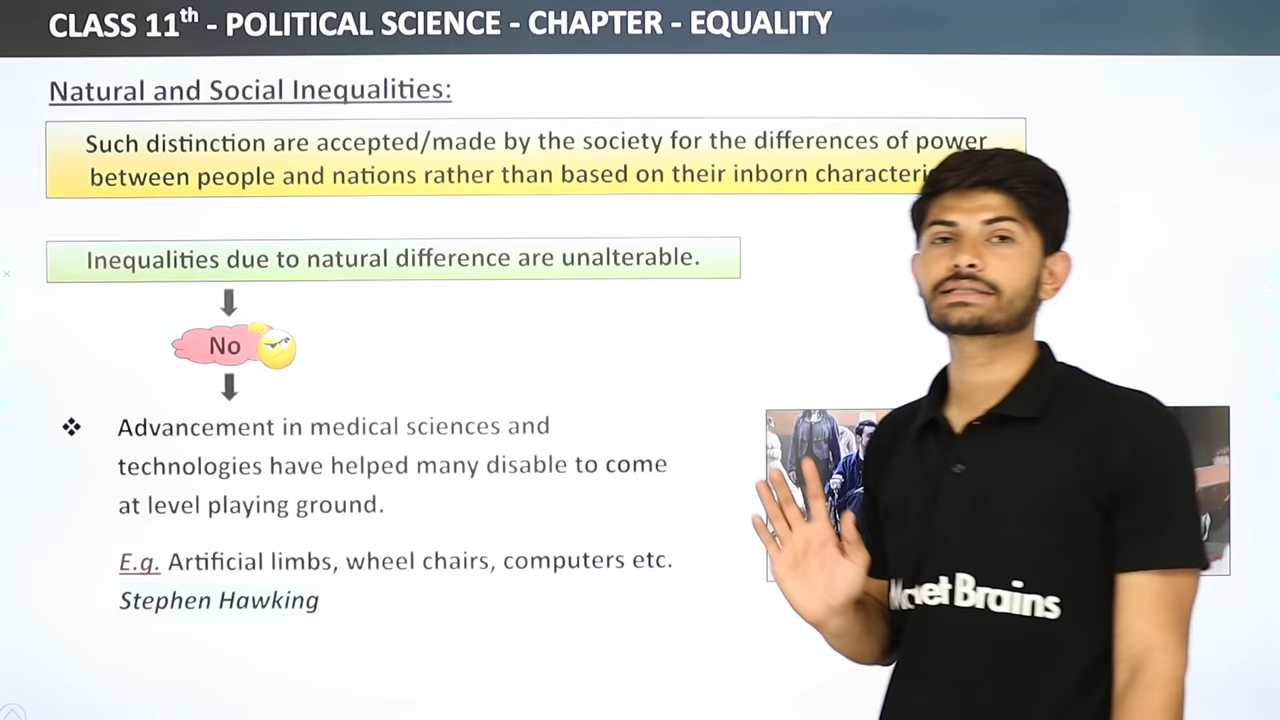 CLASS 11th - POLITICAL SCIENCE - CHAPTER - EQUALITY
Natural and Social Inequalities:
Such distinction are accepted/made by the society for the differences of power
between people and nations rather than based on their inborn
Inequalities due to natural difference are unalterable.
No
❖ Advancement in medical sciences and
technologies have helped many disable to come
at level playing ground.
E.g. Artificial limbs, wheel chairs, computers etc.
Stephen Hawking
Brains